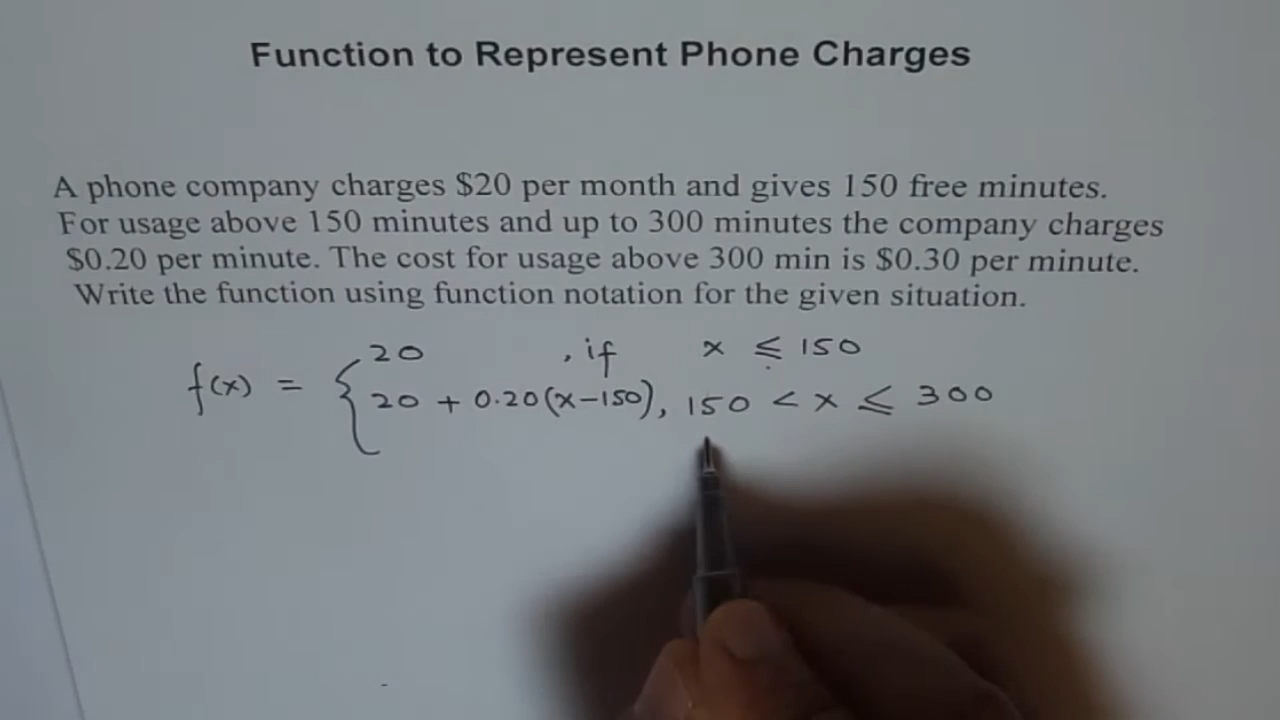 Function to Represent Phone Charges
A phone company charges $20 per month and gives 150 free minutes.
For usage above 150 minutes and up to 300 minutes the company charges
$0.20 per minute. The cost for usage above 300 min is $0.30 per minute.
Write the function using function notation for the given situation.
f(x) = { 20 , if x ≤ 150
20 + 0.20(x-150), 150 < x ≤ 300